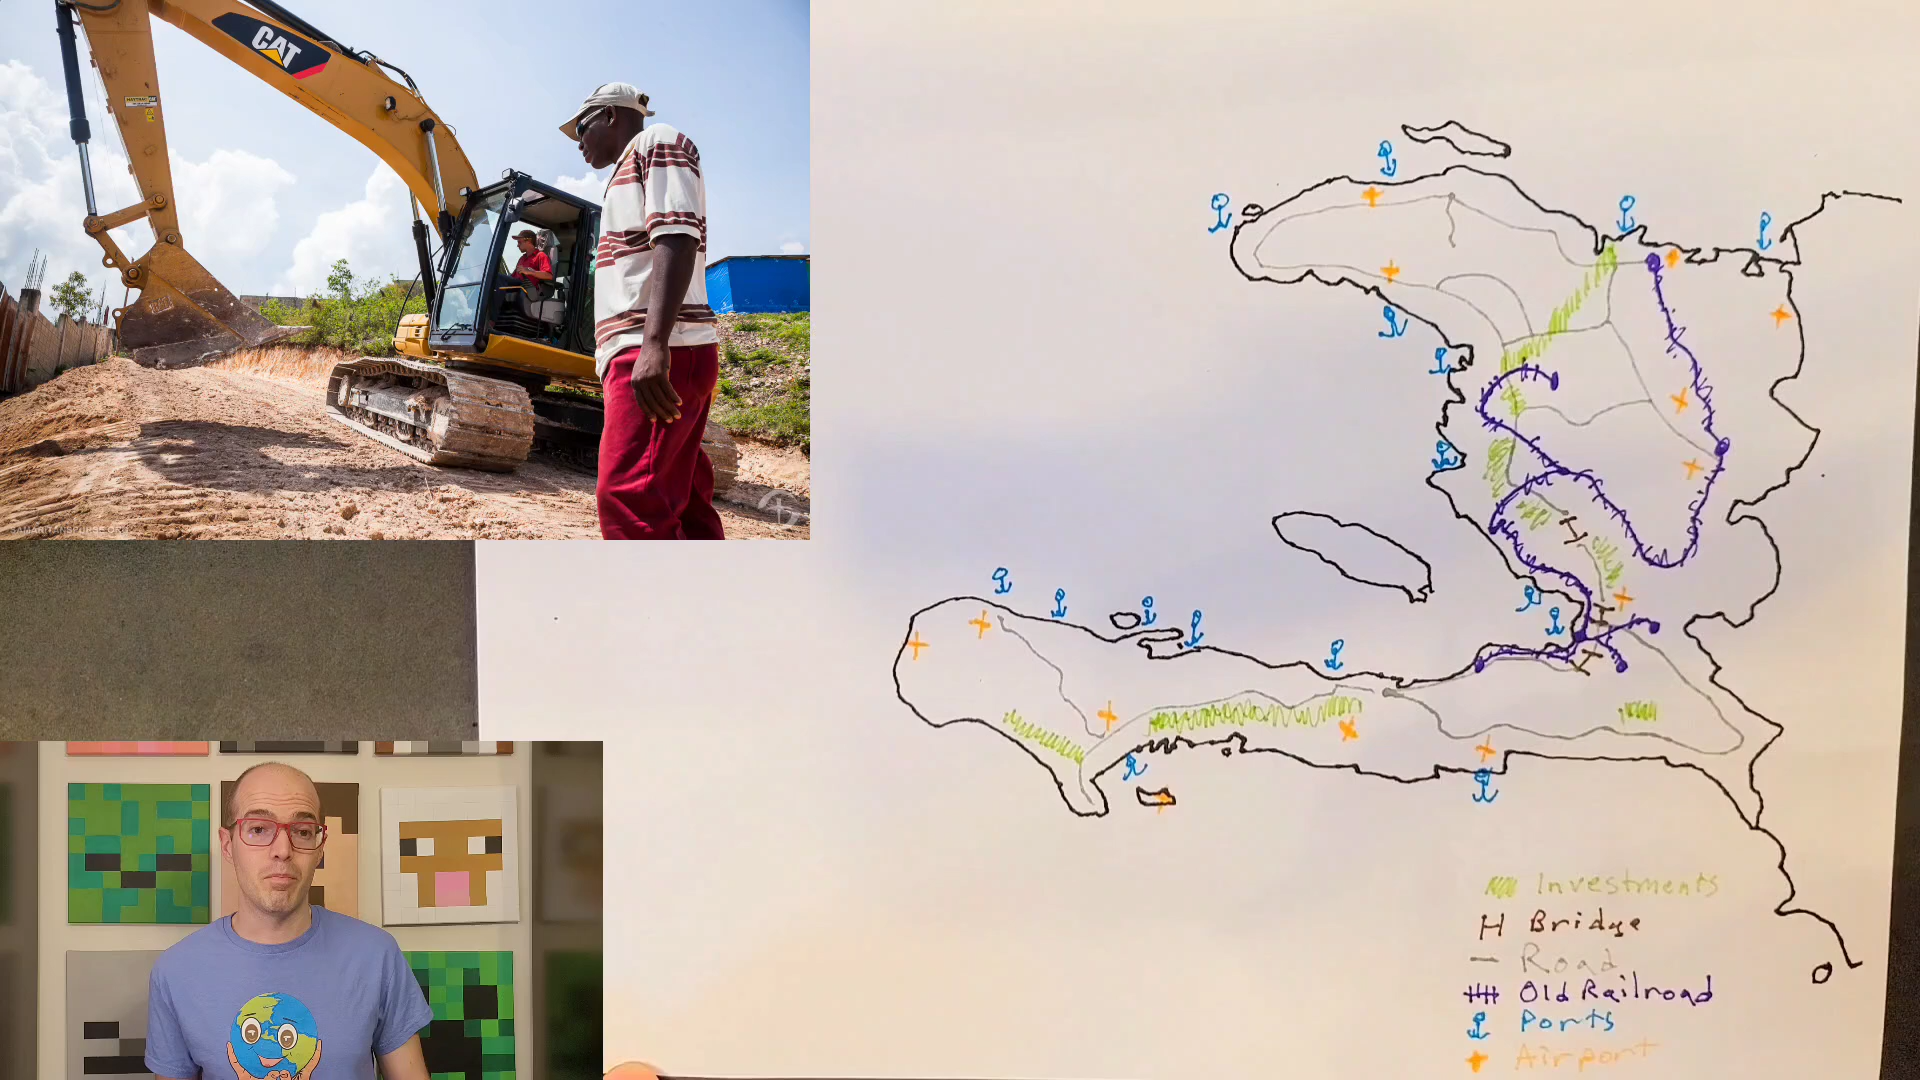 CAT
Investments
H Bridge
Road
Old Railroad
Ports
Airport